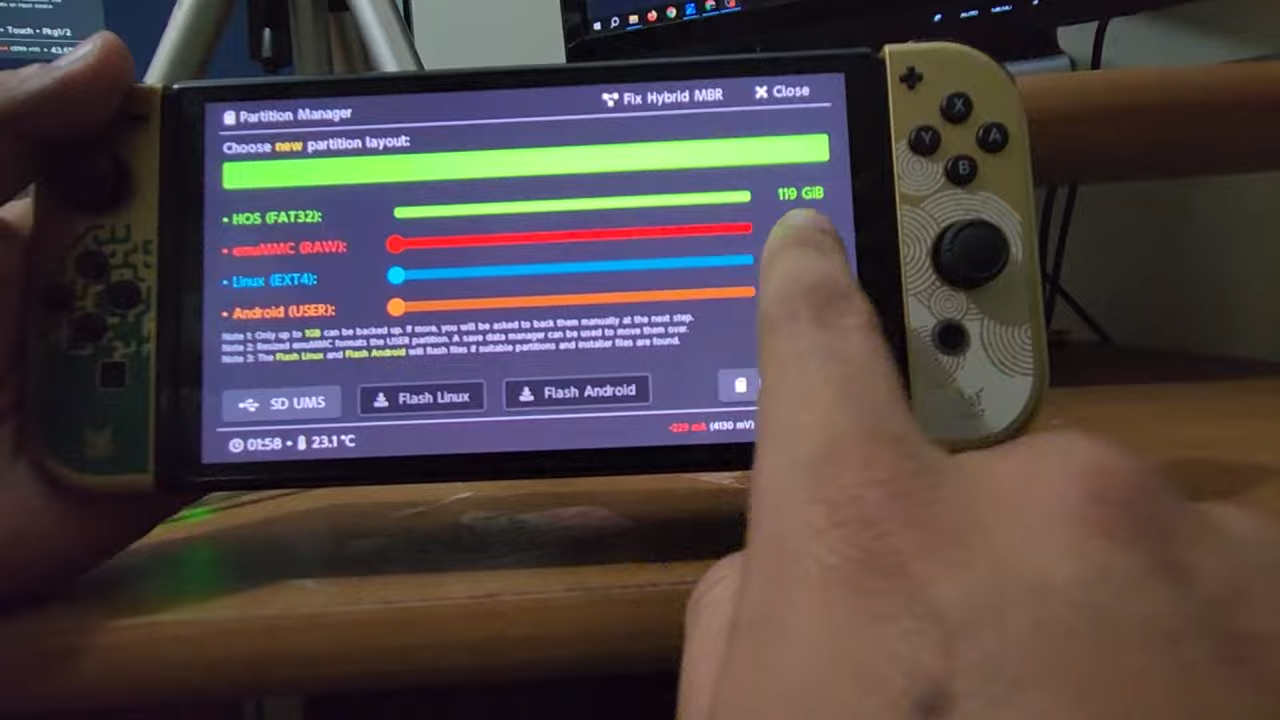 • Touch • Pkg1/2
Partition Manager
Fix Hybrid MBR
Close
Choose new partition layout:
• HOS (FAT32):
119 GiB
• emuMMC (RAW):
• Linux (EXT4):
• Android (USER):
Note 1: Only up to 1GB can be backed up. If more, you will be asked to back them manually at the next step.
Note 2: Resized emuMMC formats the USER partition. A save data manager can be used to move them over.
Note 3: The Flash Linux and Flash Android will flash files if suitable partitions and installer files are found.
SD UMS
Flash Linux
Flash Android
01:58 • 23.1°C
-229 mA (4130 mV)
X
Y
A
B
AUTO
MENU